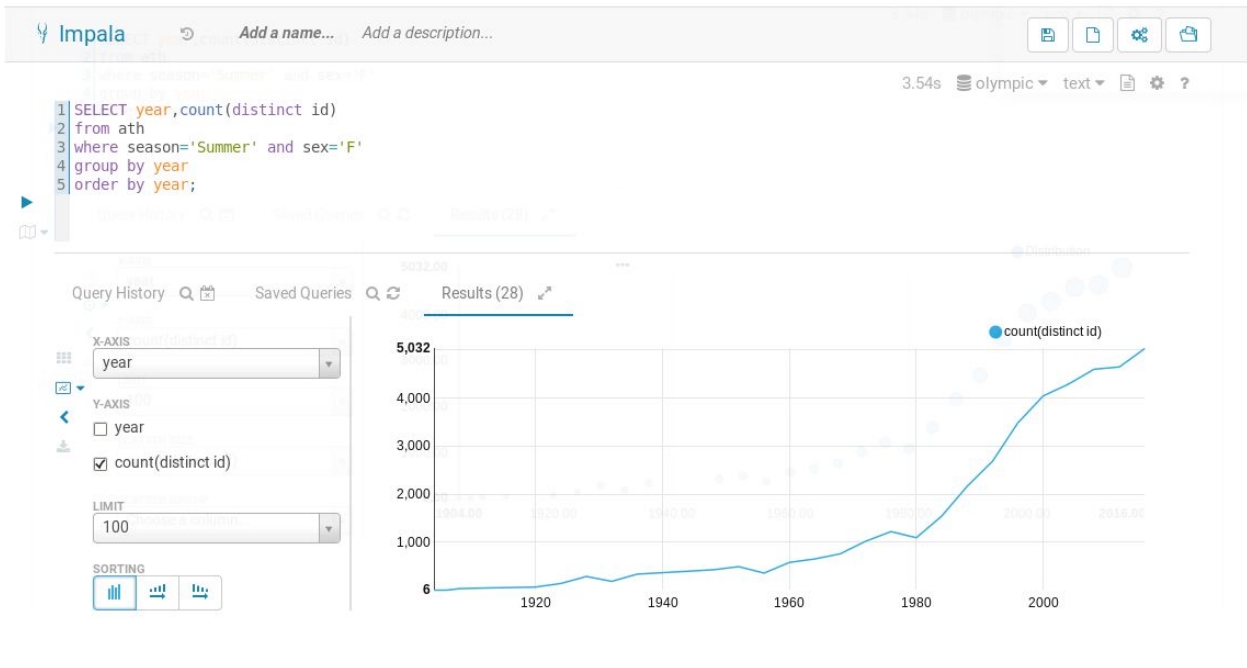 Impala Add a name... Add a description...
3.54s olympic text ?
1 SELECT year,count(distinct id)
2 from ath
3 where season='Summer' and sex='F'
4 group by year
5 order by year;
Query History Saved Queries Results (28)
X-AXIS
year
Y-AXIS
year
count(distinct id)
LIMIT
100
SORTING
count(distinct id)
5,032
4,000
3,000
2,000
1,000
6
1920 1940 1960 1980 2000